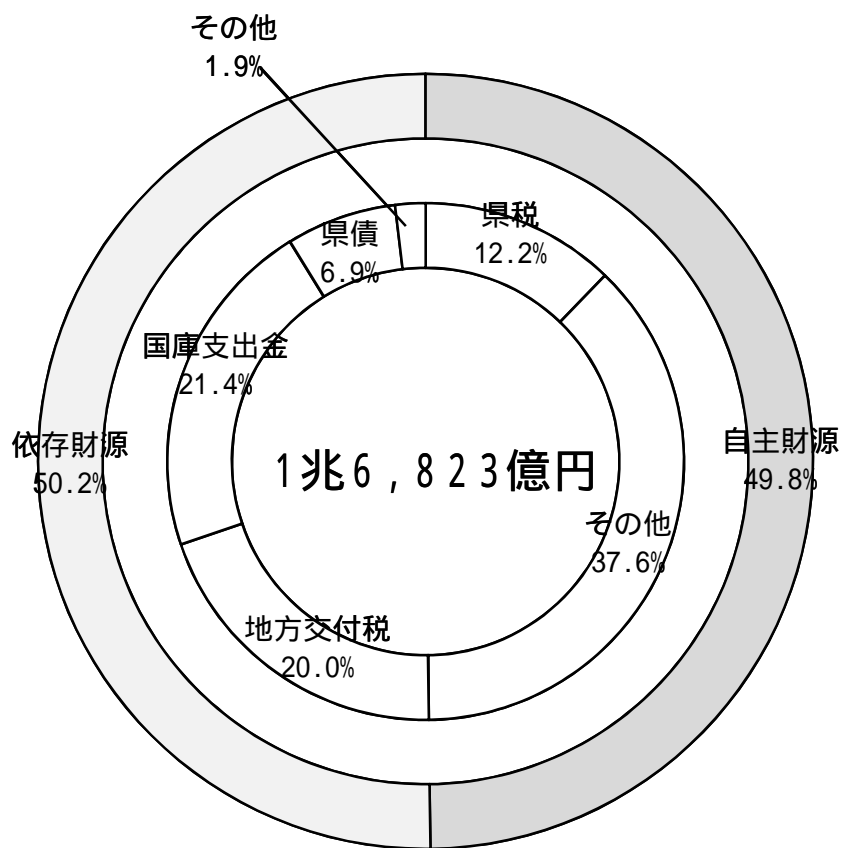 その他
1.9%
県税
12.2%
県債
6.9%
国庫支出金
21.4%
依存財源
50.2%
1兆6,823億円
自主財源
49.8%
その他
37.6%
地方交付税
20.0%